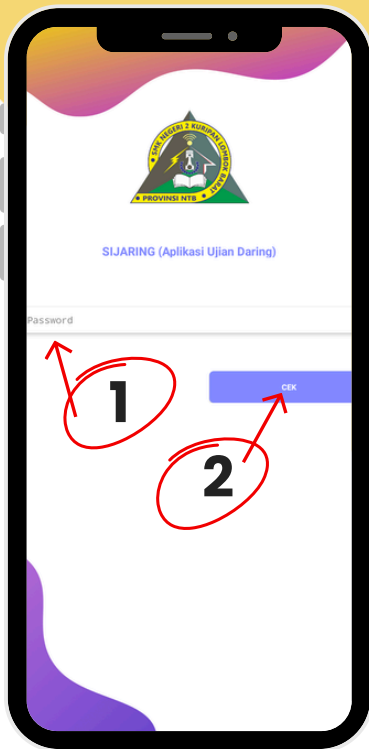 SMK NEGERI 2 KURIPAN LOMBOK BARAT
PROVINSI NTB
SIJARING (Aplikasi Ujian Daring)
Password
1
CEK
2